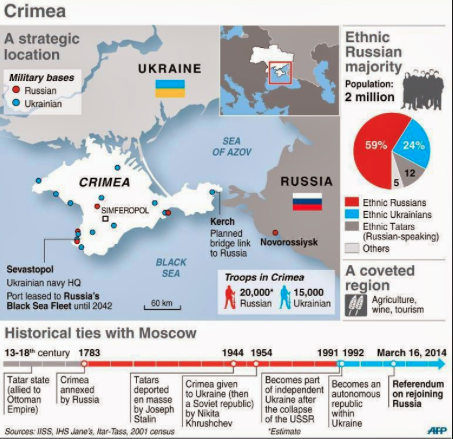 Crimea
A strategic
location
Military bases
Russian
Ukrainian
UKRAINE
SEA
OF AZOV
CRIMEA
SIMFEROPOL
RUSSIA
Kerch
Planned
bridge link
to Russia
Novorossiysk
Sevastopol
Ukrainian navy HQ
Port leased to Russia's
Black Sea Fleet until 2042
BLACK
SEA
60 km
Troops in Crimea
20,000*
Russian
15,000
Ukrainian
Ethnic
Russian
majority
Population:
2 million
59%
24%
12
5
Ethnic Russians
Ethnic Ukrainians
Ethnic Tatars
(Russian-speaking)
Others
A coveted
region
Agriculture,
wine, tourism
Historical ties with Moscow
13-18th century
1783
1944
1954
1991
1992
March 16, 2014
Tatar state
(allied to
Ottoman
Empire)
Crimea
annexed
by Russia
Tatars
deported
en masse
by Joseph
Stalin
Crimea given
to Ukraine (then
a Soviet republic)
by Nikita
Khrushchev
Becomes part
of independent
Ukraine after
the collapse
of the USSR
Becomes an
autonomous
republic
within
Ukraine
Referendum
on rejoining
Russia
Sources: IISS, IHS Jane's, Itar-Tass, 2001 census
*Estimate
AFP